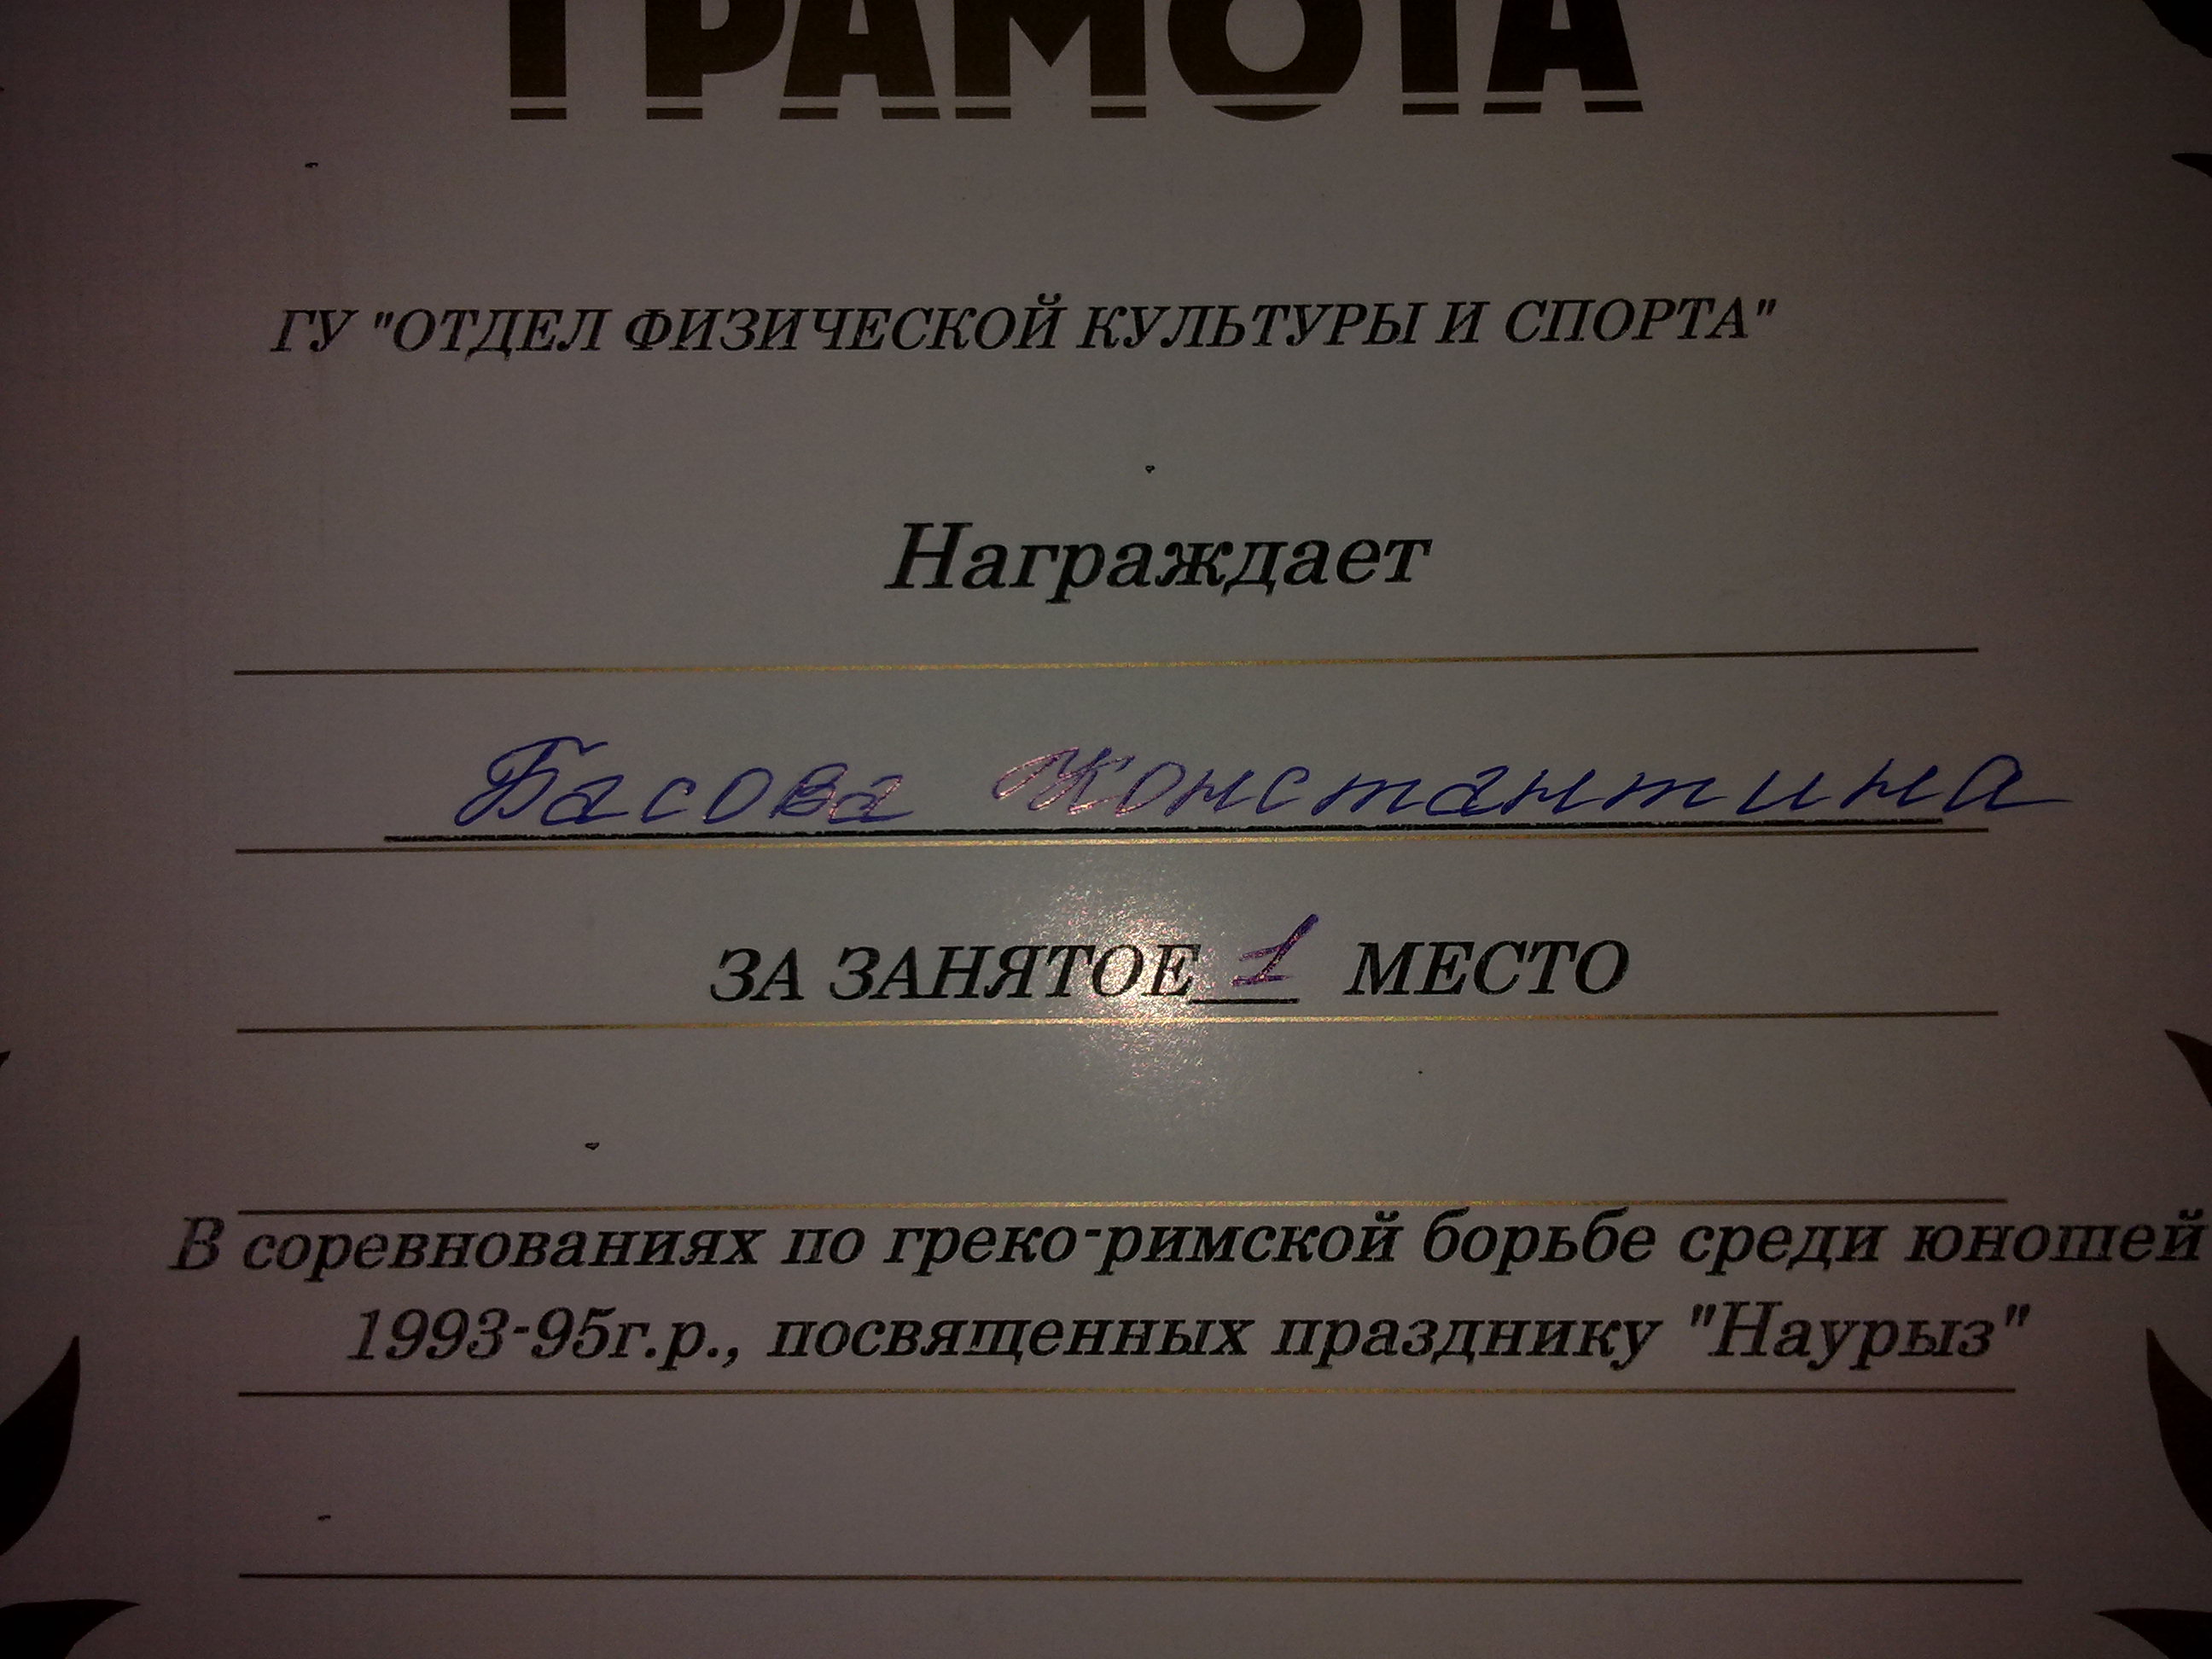 ГРАМОТА
ГУ "ОТДЕЛ ФИЗИЧЕСКОЙ КУЛЬТУРЫ И СПОРТА"
Награждает
Басова Константина
ЗА ЗАНЯТОЕ 1 МЕСТО
В соревнованиях по греко-римской борьбе среди юношей
1993-95г.р., посвященных празднику "Наурыз"